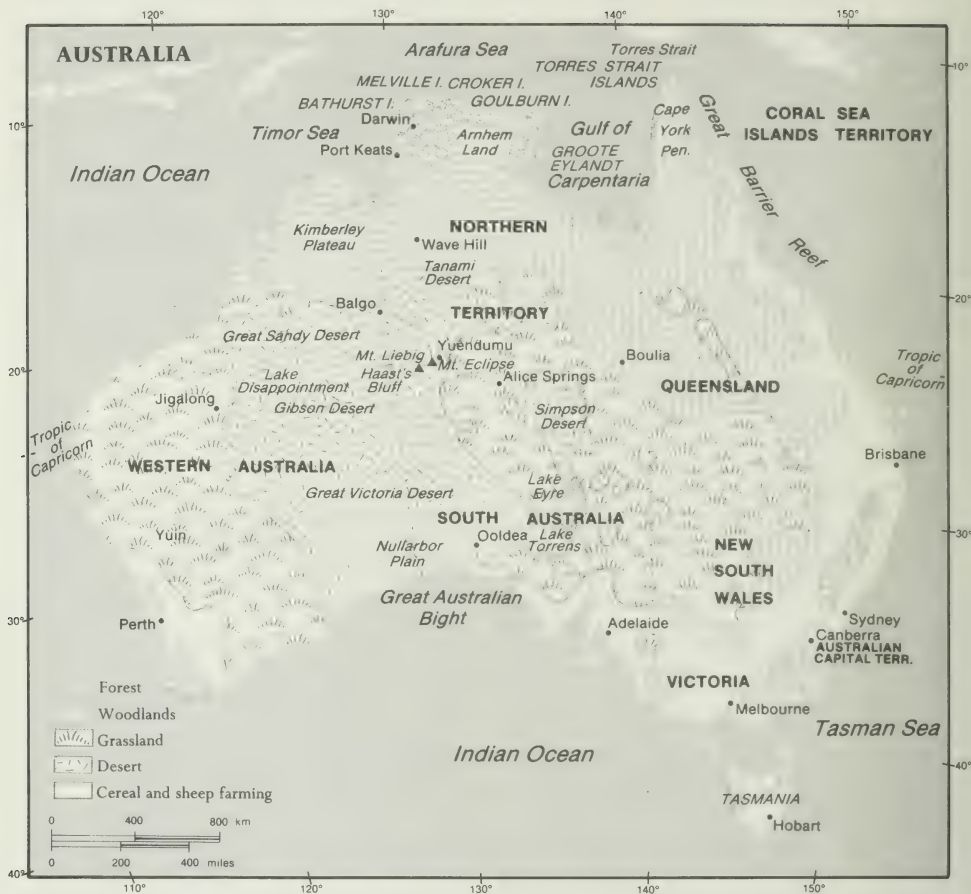 120°
130°
140°
150°
AUSTRALIA
Arafura Sea
Torres Strait
TORRES STRAIT
ISLANDS
10°
MELVILLE I. CROKER I.
BATHURST I.
GOULBURN I.
Darwin
Timor Sea
Arnhem
Land
Port Keats
Gulf of
GROOTE
EYLANDT
Carpentaria
Cape
York
Pen.
Great
Barrier
Reef
CORAL SEA
ISLANDS TERRITORY
10°
Indian Ocean
Kimberley
Plateau
NORTHERN
Wave Hill
Tanami
Desert
Balgo
TERRITORY
20°
Great Sandy Desert
Yuendumu
Mt. Liebig
Mt. Eclipse
Haast's
Bluff
Alice Springs
Boulia
QUEENSLAND
Tropic
of
Capricorn
20°
Lake
Disappointment
Jigalong
Gibson Desert
Simpson
Desert
Tropic
of
Capricorn
WESTERN AUSTRALIA
Brisbane
Great Victoria Desert
Lake
Eyre
SOUTH AUSTRALIA
Yuin
Ooldea
Lake
Torrens
Nullarbor
Plain
NEW
SOUTH
WALES
30°
Great Australian
Bight
30°
Perth
Adelaide
Sydney
Canberra
AUSTRALIAN
CAPITAL TERR.
VICTORIA
Melbourne
Tasman Sea
Indian Ocean
40°
TASMANIA
Hobart
Forest
Woodlands
Grassland
Desert
Cereal and sheep farming
0 400 800 km
0 200 400 miles
40°
110°
120°
130°
140°
150°